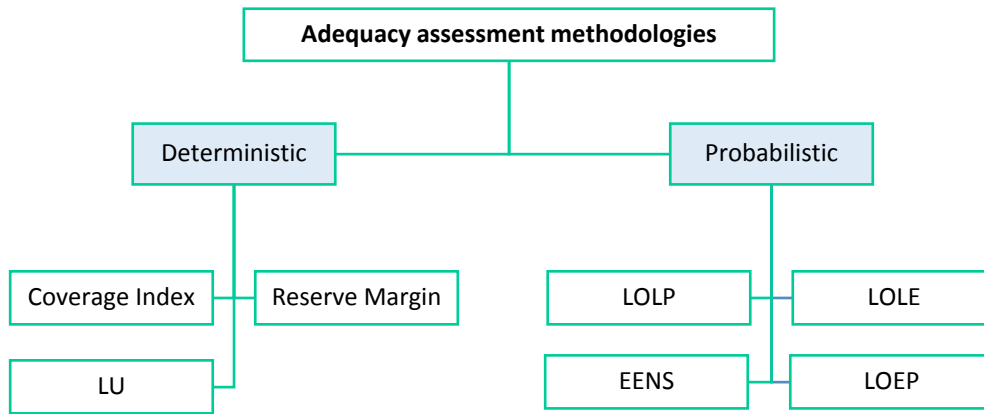 Adequacy assessment methodologies
Deterministic
Probabilistic
Coverage Index
Reserve Margin
LOLP
LOLE
LU
EENS
LOEP